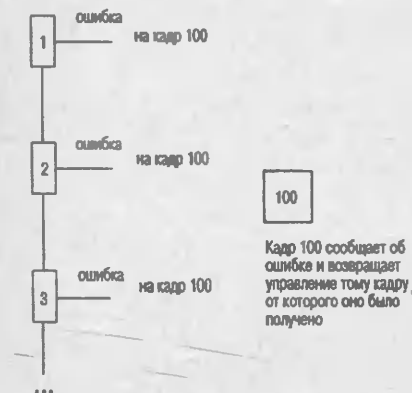 ошибка
1
на кадр 100
ошибка
2
на кадр 100
100
Кадр 100 сообщает об
ошибке и возвращает
управление тому кадру,
от которого оно было
получено
ошибка
3
на кадр 100
...